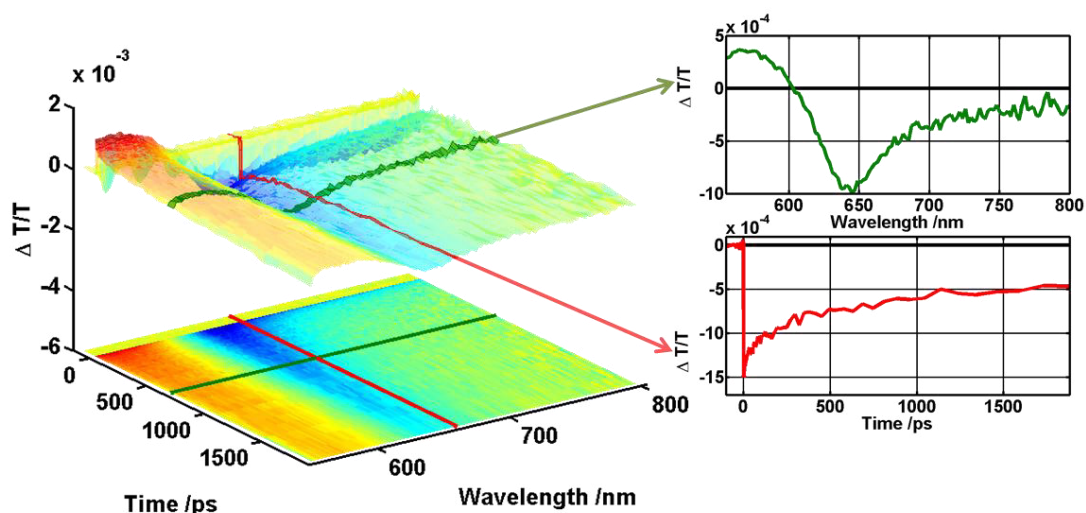 x 10⁻³
2
0
-2
-4
-6
Δ T/T
0
500
1000
1500
Time /ps
600
700
800
Wavelength /nm
x 10⁻⁴
5
0
-5
-10
Δ T/T
600 650 700 750 800
Wavelength /nm
x 10⁻⁴
0
-5
-10
-15
Δ T/T
0 500 1000 1500
Time /ps